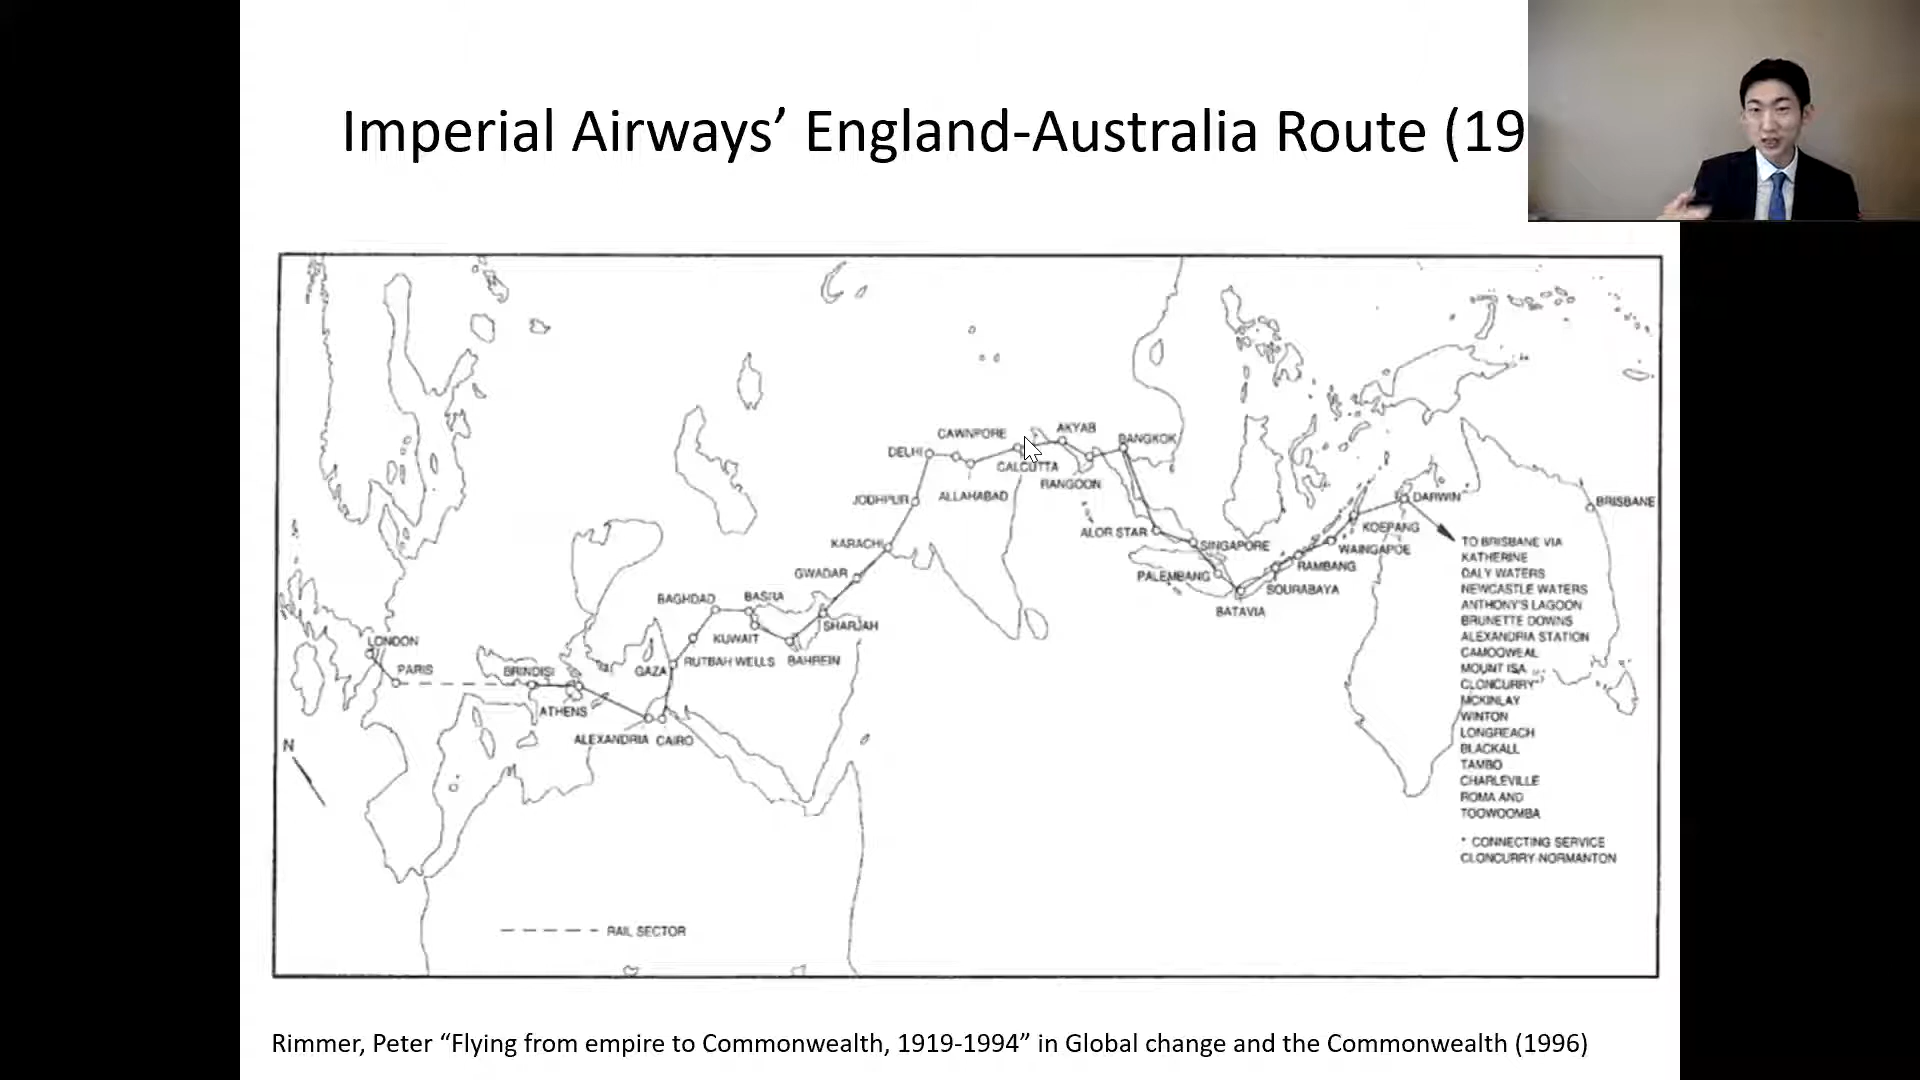 Imperial Airways’ England-Australia Route (19
CAWNPORE
AKYAB
BANGKOK
DELHI
CALCUTTA
RANGOON
JODHPUR
ALLAHABAD
DARWIN
BRISBANE
ALOR STAR
KOEPANG
KARACHI
SINGAPORE
WAINGAPOE
GWADAR
PALEMBANG
RAMBANG
SOURABAYA
BAGHDAD
BASRA
BATAVIA
SHARJAH
KUWAIT
LONDON
GAZA
RUTBAH WELLS
BAHREIN
PARIS
BRINDISI
ATHENS
ALEXANDRIA
CAIRO
N
TO BRISBANE VIA
KATHERINE
DALY WATERS
NEWCASTLE WATERS
ANTHONY'S LAGOON
BRUNETTE DOWNS
ALEXANDRIA STATION
CAMOOWEAL
MOUNT ISA
CLONCURRY*
MCKINLAY
WINTON
LONGREACH
BLACKALL
TAMBO
CHARLEVILLE
ROMA AND
TOOWOOMBA
* CONNECTING SERVICE
CLONCURRY-NORMANTON
RAIL SECTOR
Rimmer, Peter “Flying from empire to Commonwealth, 1919-1994” in Global change and the Commonwealth (1996)